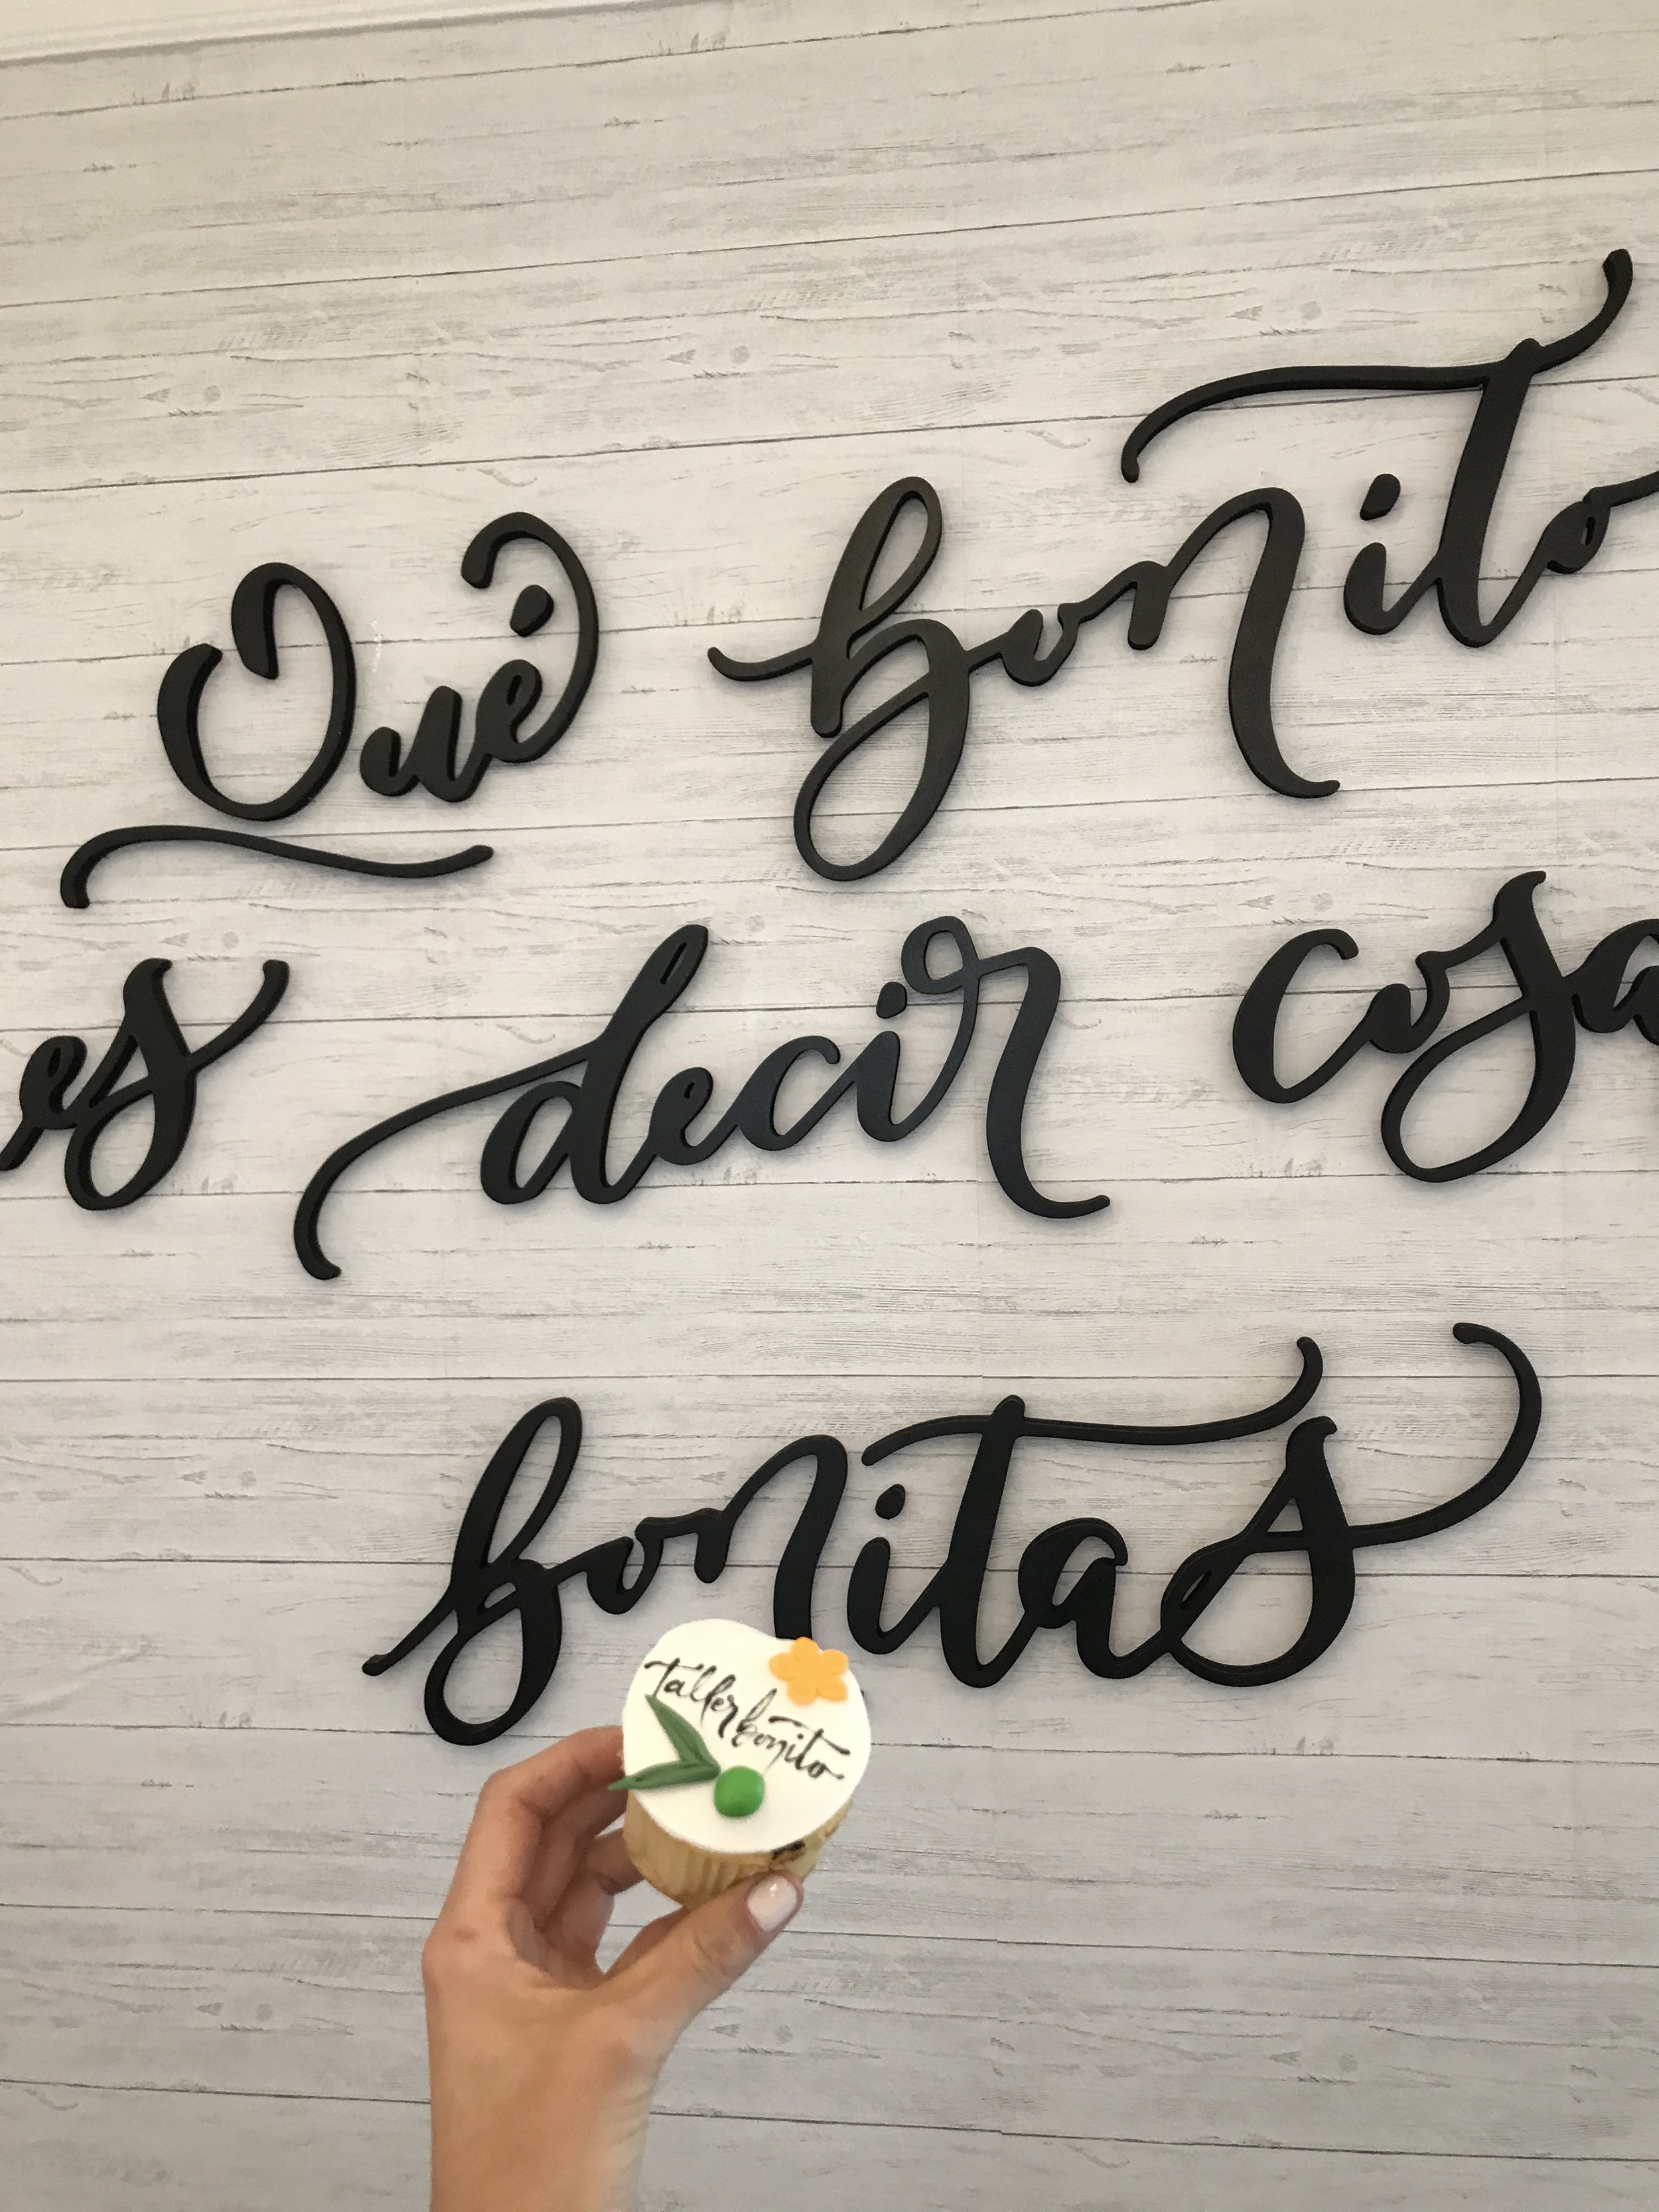 Qué bonito
es decir cosa
bonitas
taller bonito